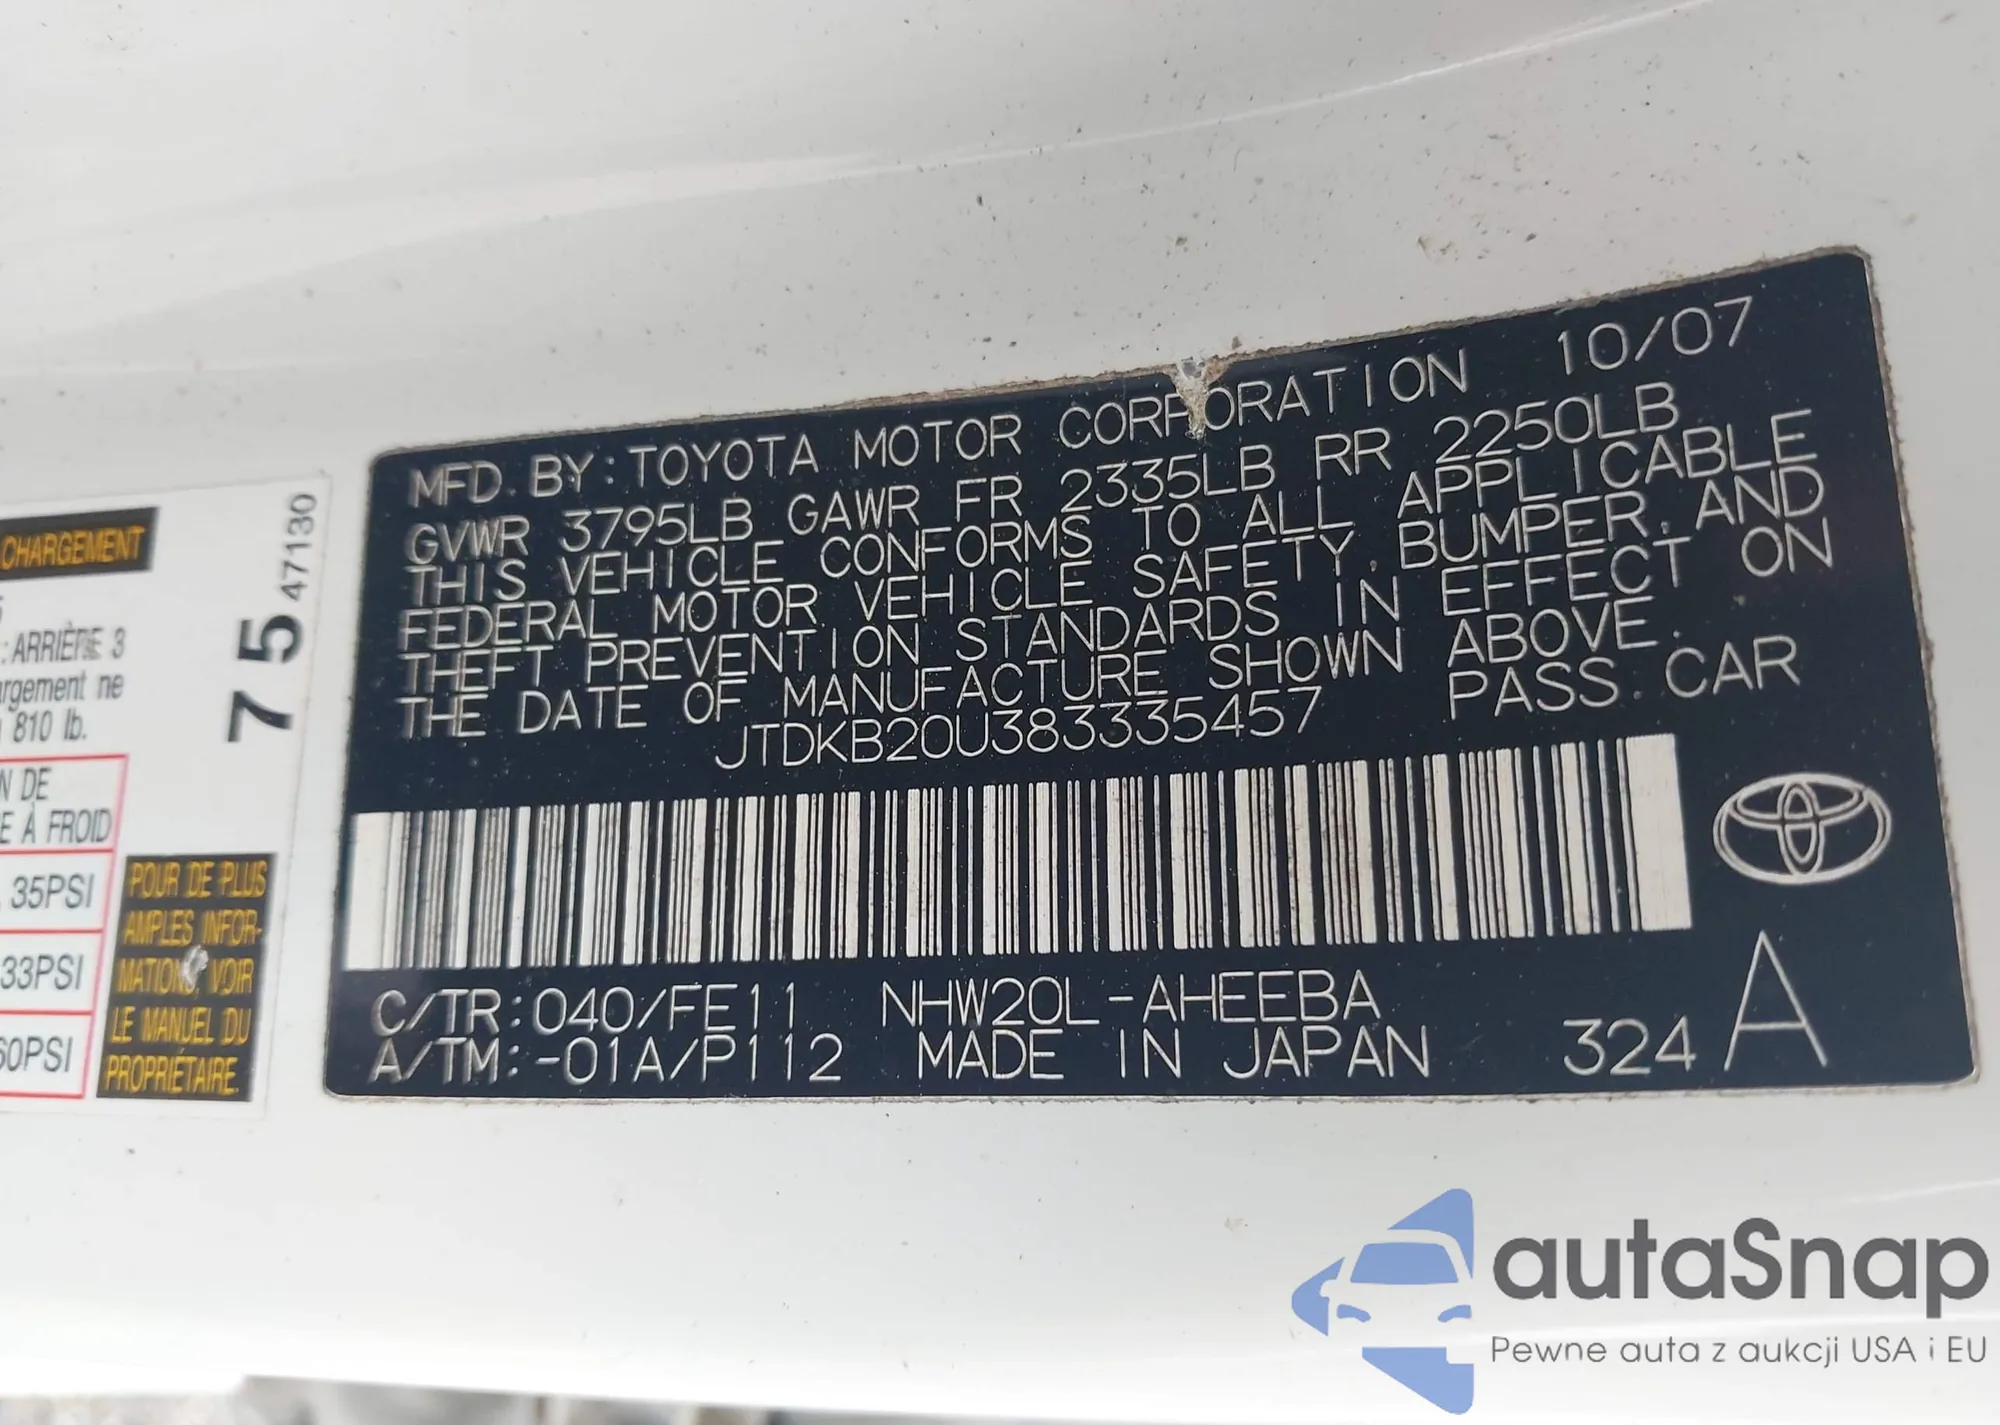 MFD. BY: TOYOTA MOTOR CORPORATION 10/07
GVWR 3795LB GAWR FR 2335LB RR 2250LB
THIS VEHICLE CONFORMS TO ALL APPLICABLE
FEDERAL MOTOR VEHICLE SAFETY, BUMPER, AND
THEFT PREVENTION STANDARDS IN EFFECT ON
THE DATE OF MANUFACTURE SHOWN ABOVE.
JTDKB20U383335457 PASS. CAR
C/TR: 040/FE11 NHW20L-AHEEBA
A/TM: -01A/P112 MADE IN JAPAN 324 A
CHARGEMENT
: ARRIÈRE 3
rgement ne
810 lb.
N DE
E À FROID
35PSI
33PSI
60PSI
75 47130
POUR DE PLUS
AMPLES INFOR-
MATIONS, VOIR
LE MANUEL DU
PROPRIÉTAIRE.
autaSnap
Pewne auta z aukcji USA i EU